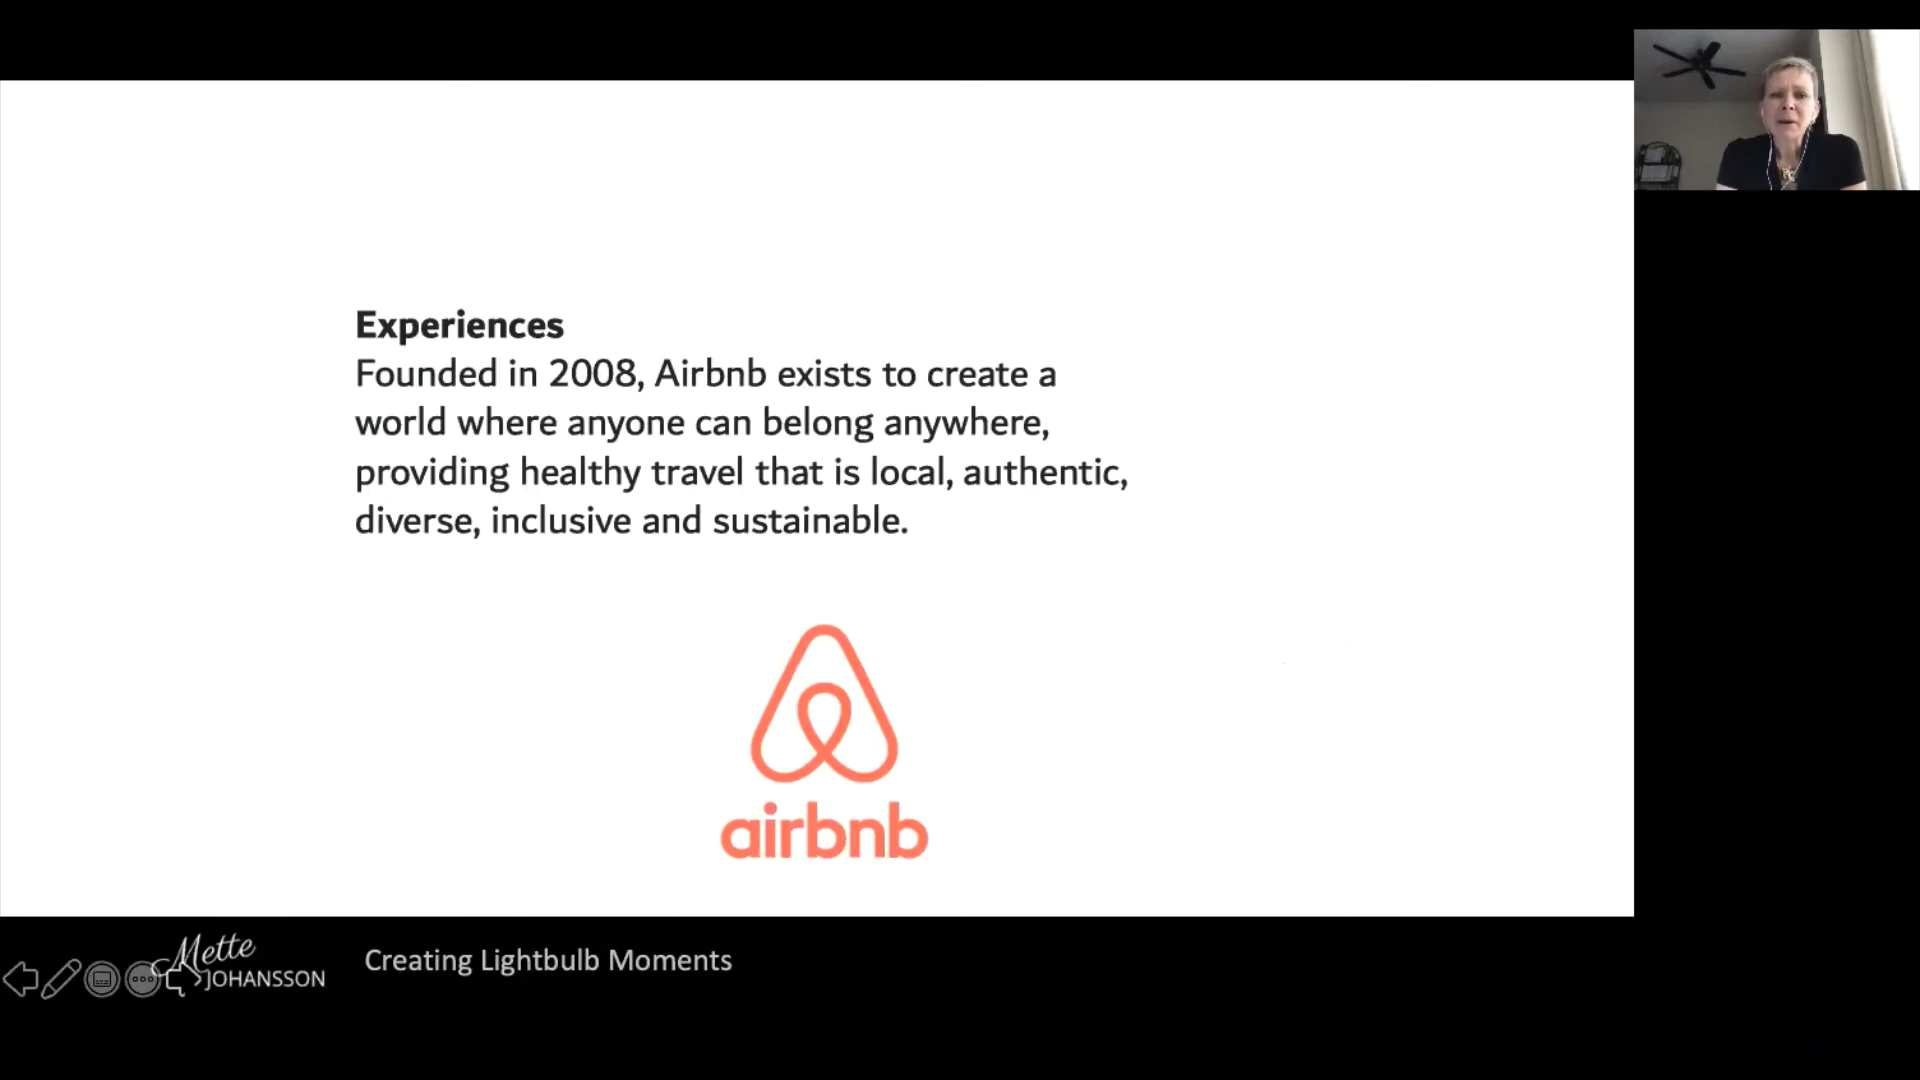 Experiences
Founded in 2008, Airbnb exists to create a
world where anyone can belong anywhere,
providing healthy travel that is local, authentic,
diverse, inclusive and sustainable.
airbnb
Mette
JOHANSSON
Creating Lightbulb Moments